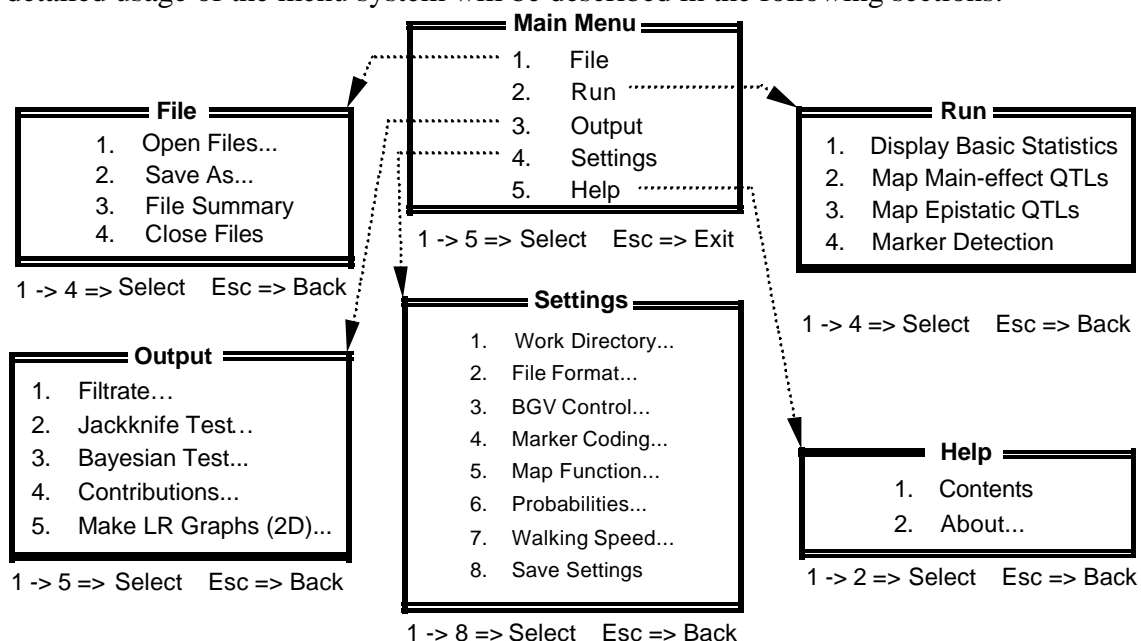 detailed usage of the menu system will be described in the following sections.
Main Menu
1. File
2. Run
3. Output
4. Settings
5. Help
1 -> 5 => Select Esc => Exit
File
1. Open Files...
2. Save As...
3. File Summary
4. Close Files
1 -> 4 => Select Esc => Back
Run
1. Display Basic Statistics
2. Map Main-effect QTLs
3. Map Epistatic QTLs
4. Marker Detection
1 -> 4 => Select Esc => Back
Output
1. Filtrate...
2. Jackknife Test...
3. Bayesian Test...
4. Contributions...
5. Make LR Graphs (2D)...
1 -> 5 => Select Esc => Back
Settings
1. Work Directory...
2. File Format...
3. BGV Control...
4. Marker Coding...
5. Map Function...
6. Probabilities...
7. Walking Speed...
8. Save Settings
1 -> 8 => Select Esc => Back
Help
1. Contents
2. About...
1 -> 2 => Select Esc => Back